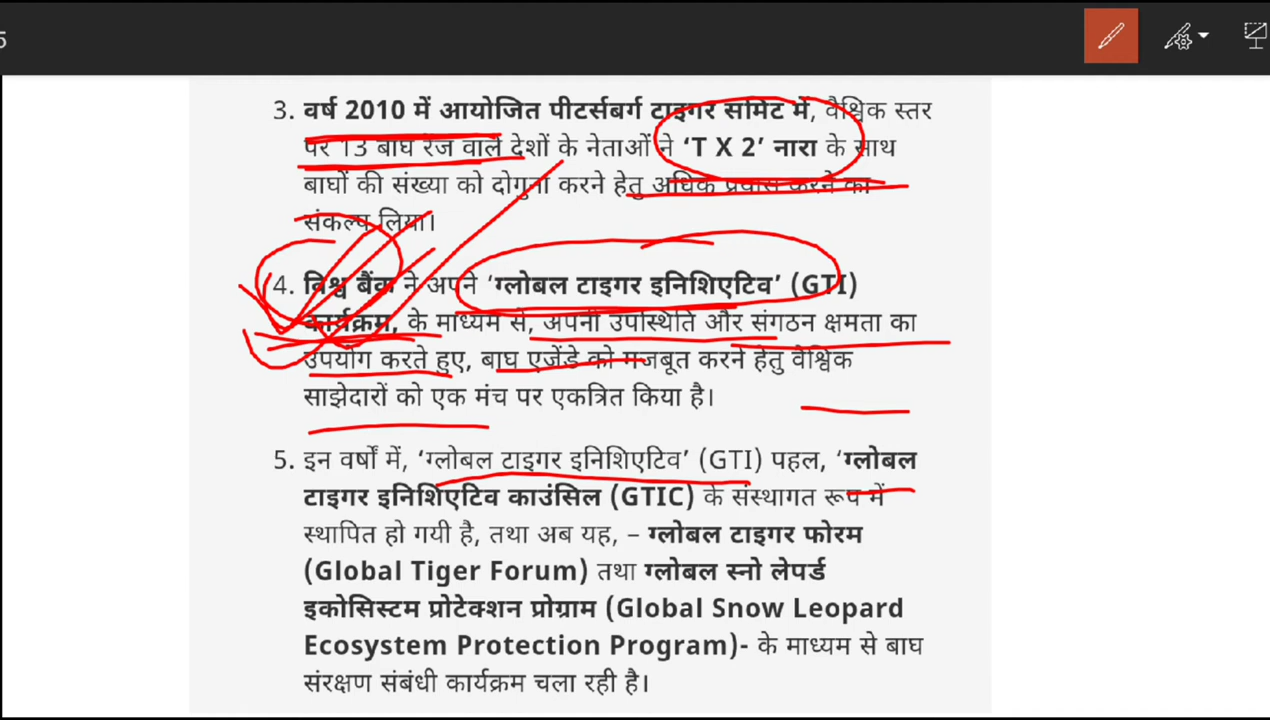 5
3. वर्ष 2010 में आयोजित पीटर्सबर्ग टाइगर समिट में, वैश्विक स्तर
पर 13 बाघ रेंज वाले देशों के नेताओं ने ‘T X 2’ नारा के साथ
बाघों की संख्या को दोगुना करने हेतु अधिक प्रयास करने का
संकल्प लिया।
4. विश्व बैंक ने अपने ‘ग्लोबल टाइगर इनिशिएटिव’ (GTI)
कार्यक्रम, के माध्यम से, अपनी उपस्थिति और संगठन क्षमता का
उपयोग करते हुए, बाघ एजेंडे को मजबूत करने हेतु वैश्विक
साझेदारों को एक मंच पर एकत्रित किया है।
5. इन वर्षों में, ‘ग्लोबल टाइगर इनिशिएटिव’ (GTI) पहल, ‘ग्लोबल
टाइगर इनिशिएटिव काउंसिल (GTIC) के संस्थागत रूप में
स्थापित हो गयी है, तथा अब यह, – ग्लोबल टाइगर फोरम
(Global Tiger Forum) तथा ग्लोबल स्नो लेपर्ड
इकोसिस्टम प्रोटेक्शन प्रोग्राम (Global Snow Leopard
Ecosystem Protection Program)- के माध्यम से बाघ
संरक्षण संबंधी कार्यक्रम चला रही है।